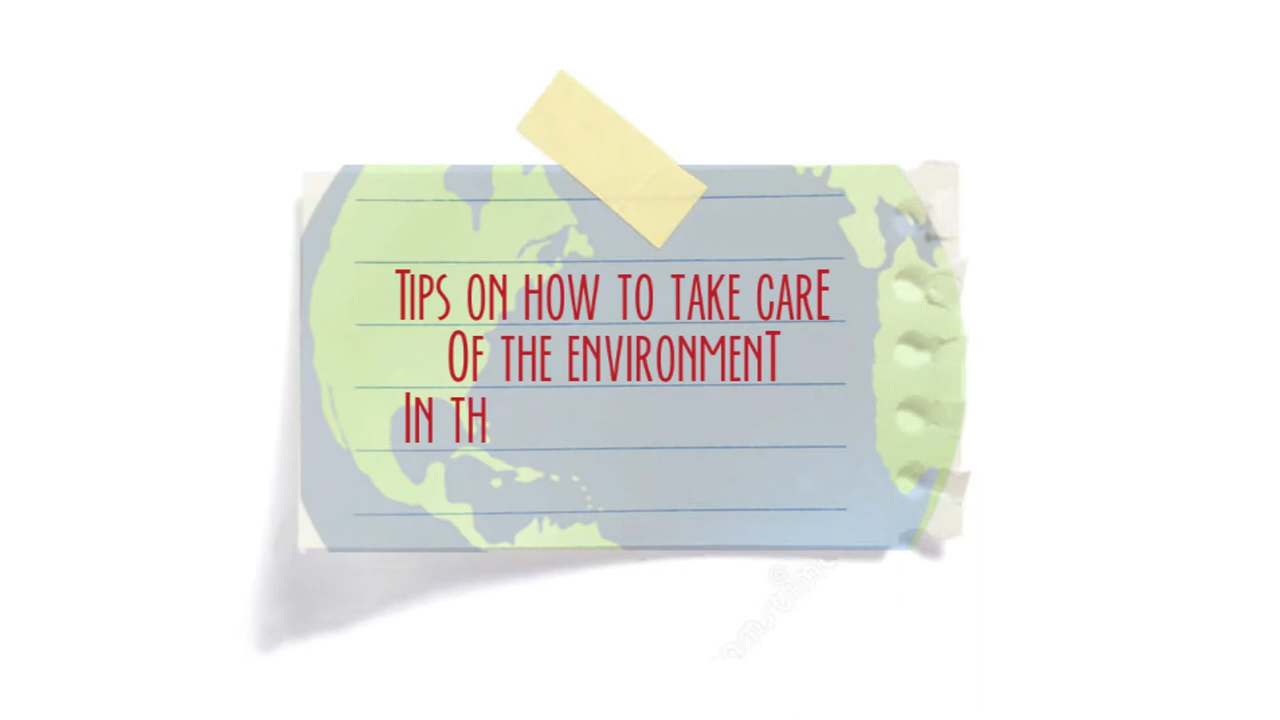 Tips on how to take care
Of the environment
In th